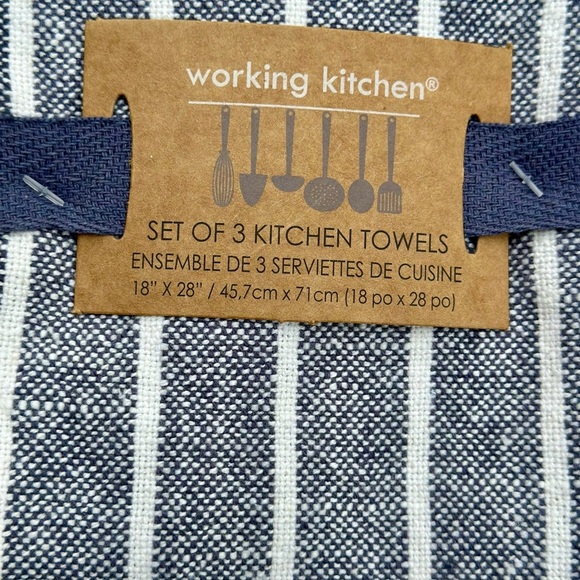 working kitchen®
SET OF 3 KITCHEN TOWELS
ENSEMBLE DE 3 SERVIETTES DE CUISINE
18" X 28" / 45,7cm x 71cm (18 po x 28 po)